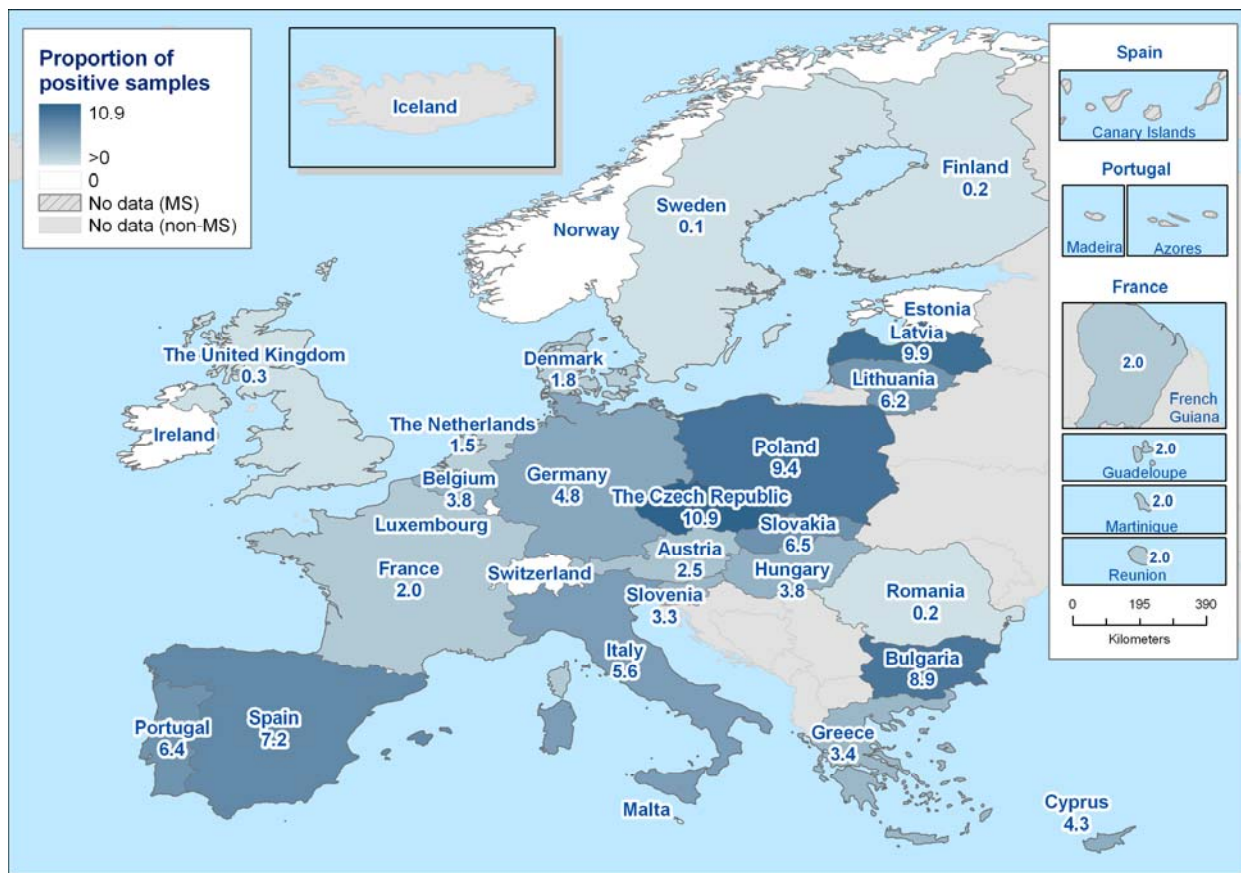 Proportion of
positive samples
10.9
>0
0
No data (MS)
No data (non-MS)
Iceland
Spain
Canary Islands
Portugal
Madeira
Azores
France
2.0
French
Guiana
2.0
Guadeloupe
2.0
Martinique
2.0
Reunion
0 195 390
Kilometers
Finland
0.2
Sweden
0.1
Norway
Estonia
Latvia
9.9
Lithuania
6.2
The United Kingdom
0.3
Ireland
Denmark
1.8
The Netherlands
1.5
Belgium
3.8
Luxembourg
Germany
4.8
Poland
9.4
The Czech Republic
10.9
Slovakia
6.5
Austria
2.5
Hungary
3.8
France
2.0
Switzerland
Slovenia
3.3
Romania
0.2
Italy
5.6
Bulgaria
8.9
Portugal
6.4
Spain
7.2
Greece
3.4
Malta
Cyprus
4.3